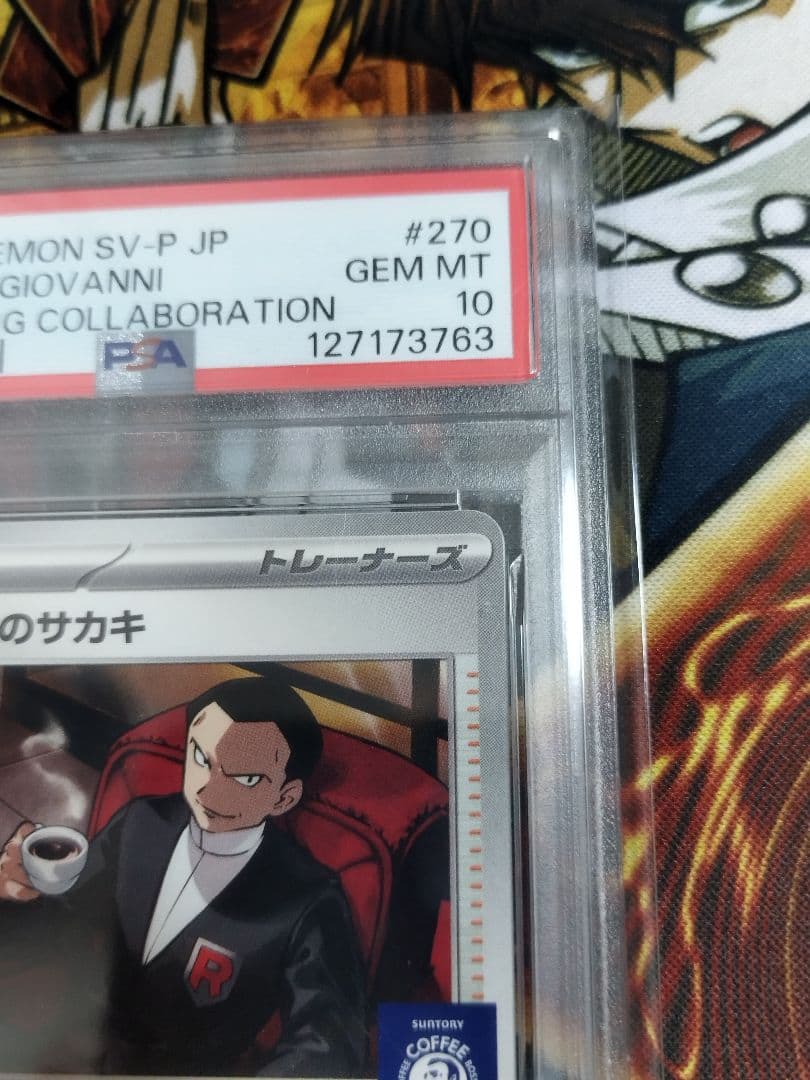 EMON SV-P JP #270
GIOVANNI GEM MT
G COLLABORATION 10
PSA 127173763
トレーナーズ
のサカキ
R
SUNTORY
COFFEE